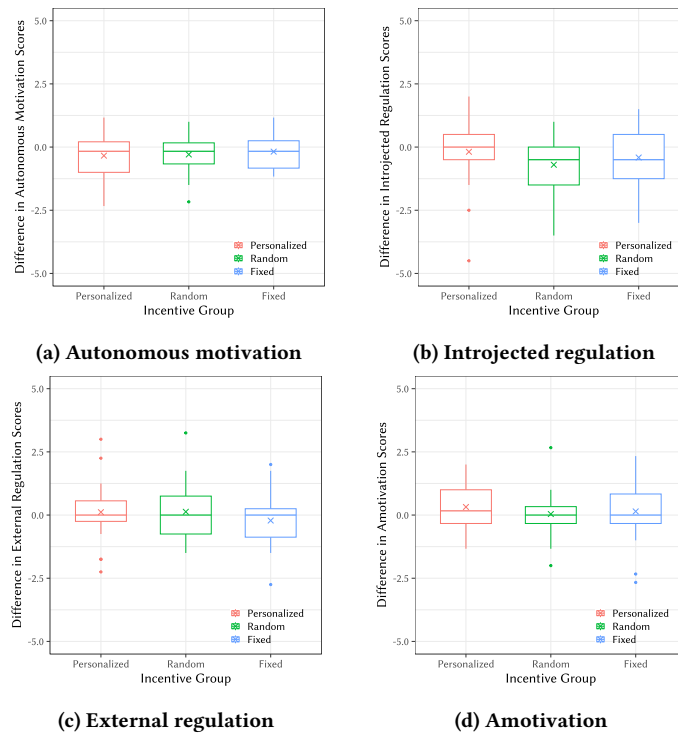 Difference in Autonomous Motivation Scores
5.0
2.5
0.0
-2.5
-5.0
Personalized
Random
Fixed
Personalized Random Fixed
Incentive Group
(a) Autonomous motivation
Difference in Introjected Regulation Scores
5.0
2.5
0.0
-2.5
-5.0
Personalized
Random
Fixed
Personalized Random Fixed
Incentive Group
(b) Introjected regulation
Difference in External Regulation Scores
5.0
2.5
0.0
-2.5
-5.0
Personalized
Random
Fixed
Personalized Random Fixed
Incentive Group
(c) External regulation
Difference in Amotivation Scores
5.0
2.5
0.0
-2.5
-5.0
Personalized
Random
Fixed
Personalized Random Fixed
Incentive Group
(d) Amotivation